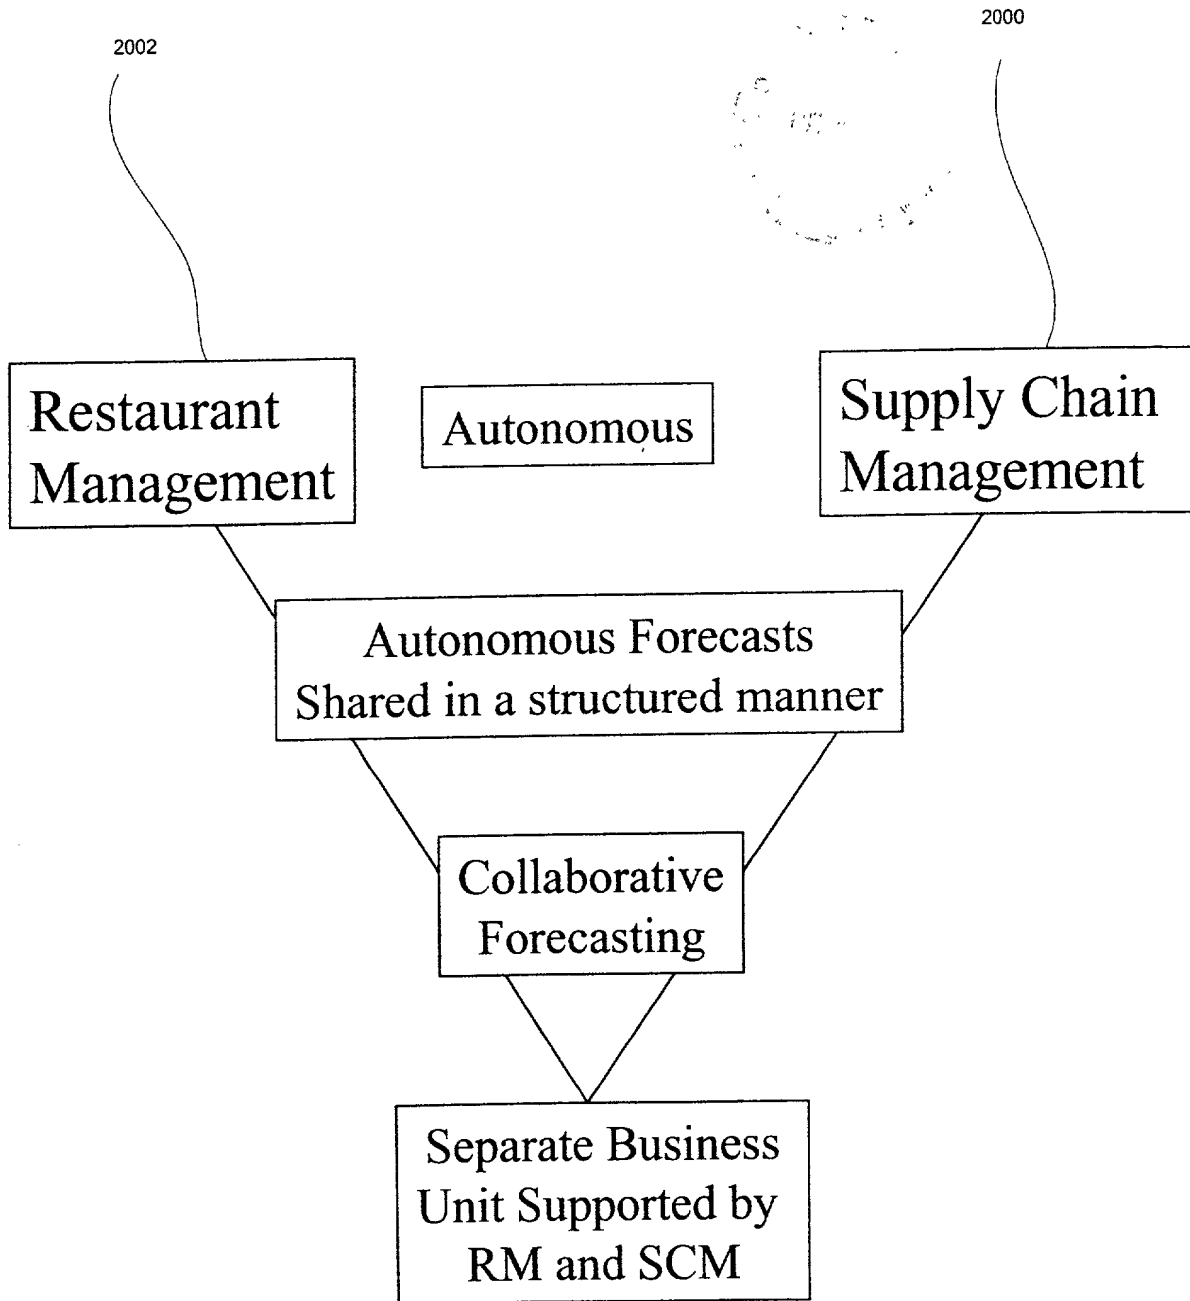 2002
2000
Restaurant
Management
Autonomous
Supply Chain
Management
Autonomous Forecasts
Shared in a structured manner
Collaborative
Forecasting
Separate Business
Unit Supported by
RM and SCM